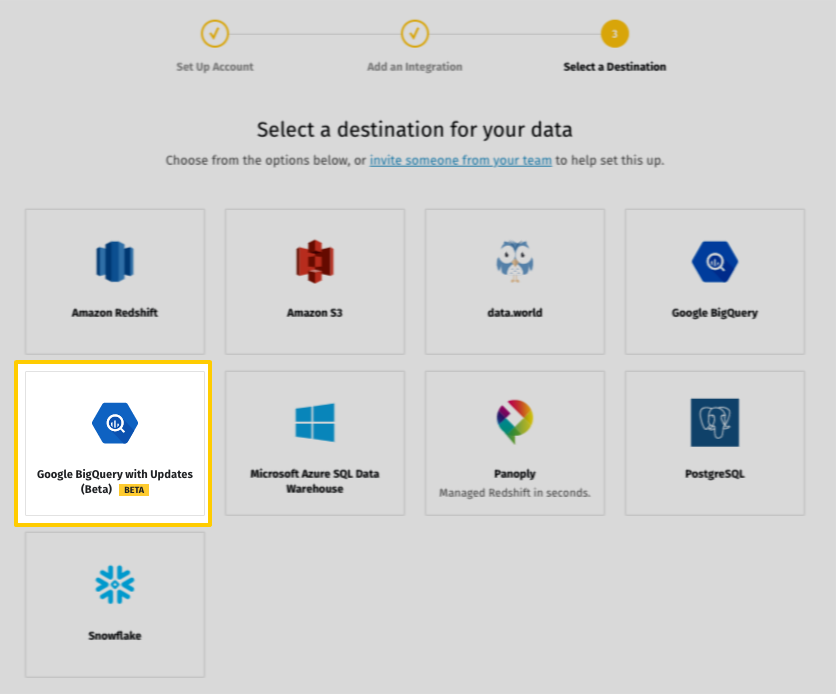 3
Set Up Account
Add an Integration
Select a Destination
Select a destination for your data
Choose from the options below, or invite someone from your team to help set this up.
Amazon Redshift
Amazon S3
data.world
Google BigQuery
Google BigQuery with Updates
(Beta) BETA
Microsoft Azure SQL Data
Warehouse
Panoply
Managed Redshift in seconds.
PostgreSQL
Snowflake